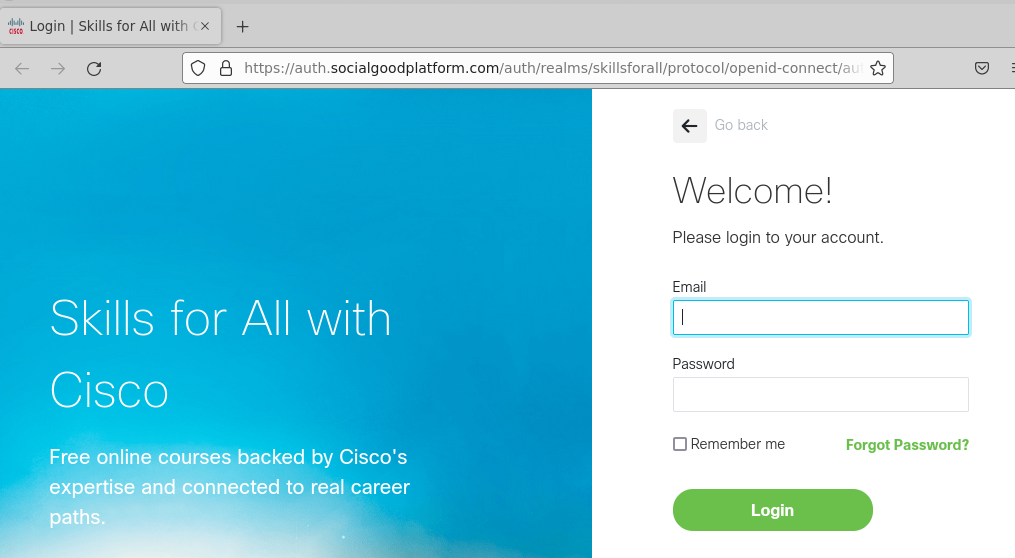 Login | Skills for All with
https://auth.socialgoodplatform.com/auth/realms/skillsforall/protocol/openid-connect/au
Go back
Welcome!
Please login to your account.
Email
Password
Remember me
Forgot Password?
Login
Skills for All with
Cisco
Free online courses backed by Cisco's
expertise and connected to real career
paths.